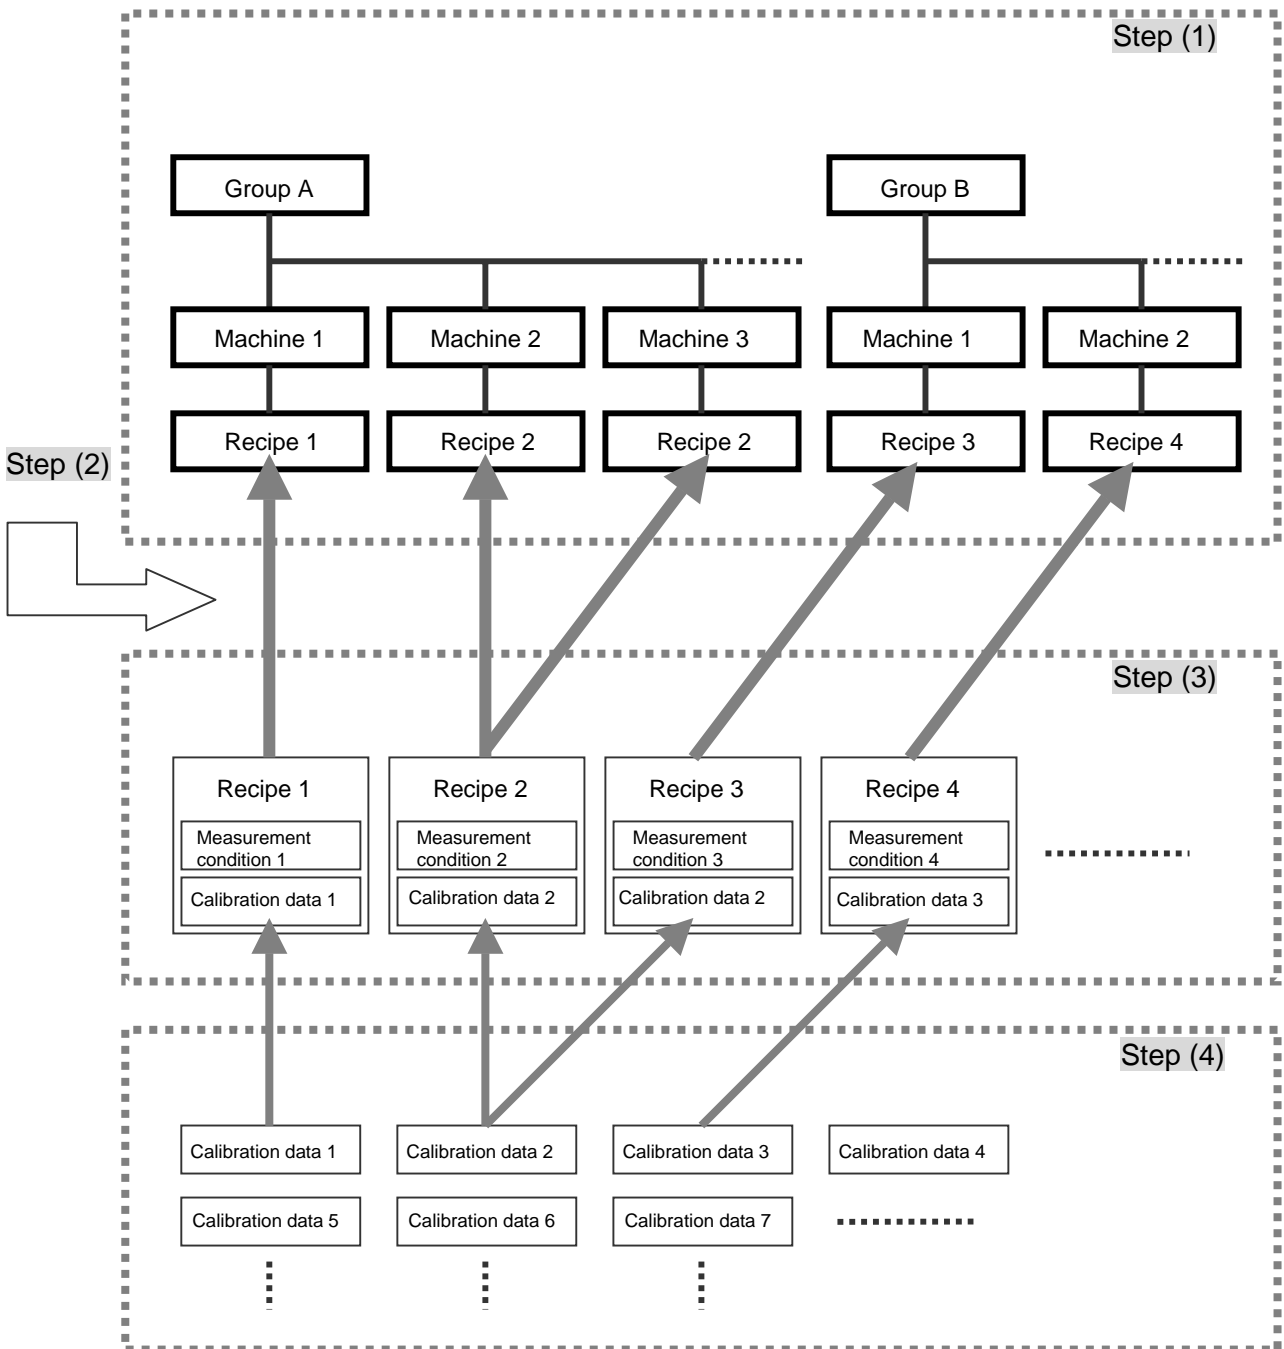 Step (1)
Group A
Group B
Machine 1
Machine 2
Machine 3
Machine 1
Machine 2
Recipe 1
Recipe 2
Recipe 2
Recipe 3
Recipe 4
Step (2)
Step (3)
Recipe 1
Recipe 2
Recipe 3
Recipe 4
Measurement
condition 1
Measurement
condition 2
Measurement
condition 3
Measurement
condition 4
Calibration data 1
Calibration data 2
Calibration data 2
Calibration data 3
Step (4)
Calibration data 1
Calibration data 2
Calibration data 3
Calibration data 4
Calibration data 5
Calibration data 6
Calibration data 7